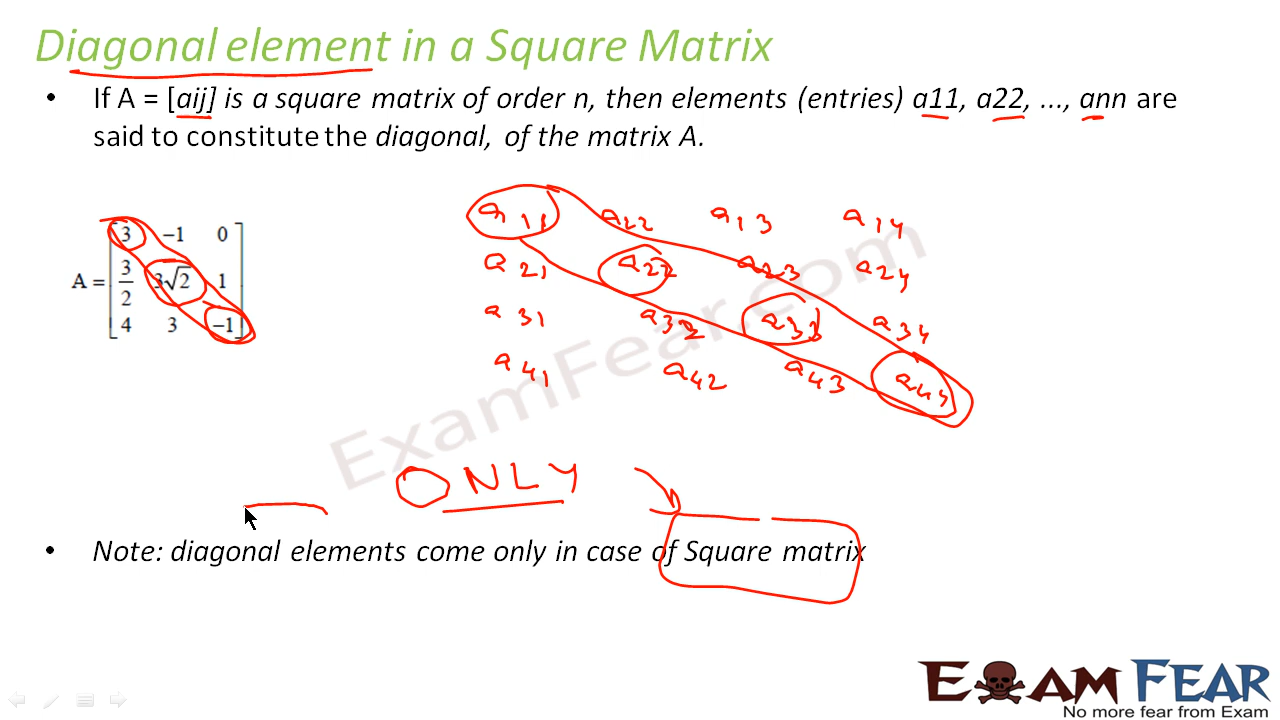 Diagonal element in a Square Matrix
• If A = [aij] is a square matrix of order n, then elements (entries) a11, a22, ..., ann are
said to constitute the diagonal, of the matrix A.
A = [ 3 −1 0
3/2 3√2 1
4 3 −1 ]
a11 a22 a13 a14
a21 a22 a23 a24
a31 a32 a33 a34
a41 a42 a43 a44
ExamFear.com
ONLY
• Note: diagonal elements come only in case of Square matrix
EXAM FEAR
No more fear from Exam